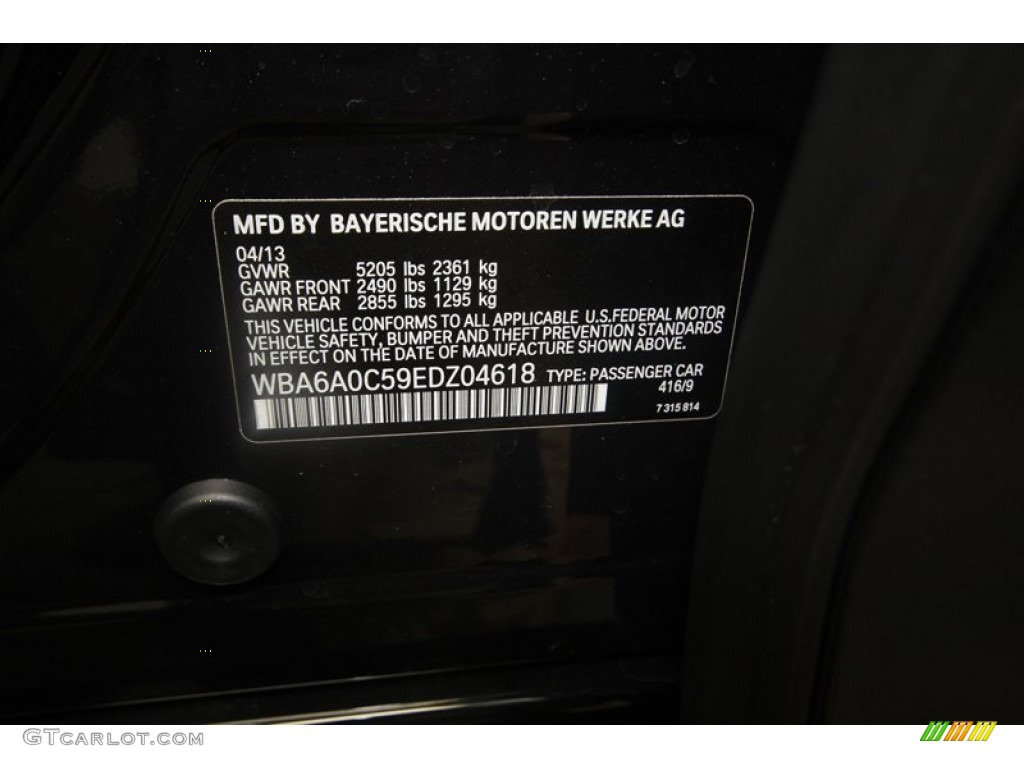 MFD BY BAYERISCHE MOTOREN WERKE AG
04/13
GVWR 5205 lbs 2361 kg
GAWR FRONT 2490 lbs 1129 kg
GAWR REAR 2855 lbs 1295 kg
THIS VEHICLE CONFORMS TO ALL APPLICABLE U.S.FEDERAL MOTOR
VEHICLE SAFETY, BUMPER AND THEFT PREVENTION STANDARDS
IN EFFECT ON THE DATE OF MANUFACTURE SHOWN ABOVE.
WBA6A0C59EDZ04618 TYPE: PASSENGER CAR
416/9
7 315 814
GTCarlot.com